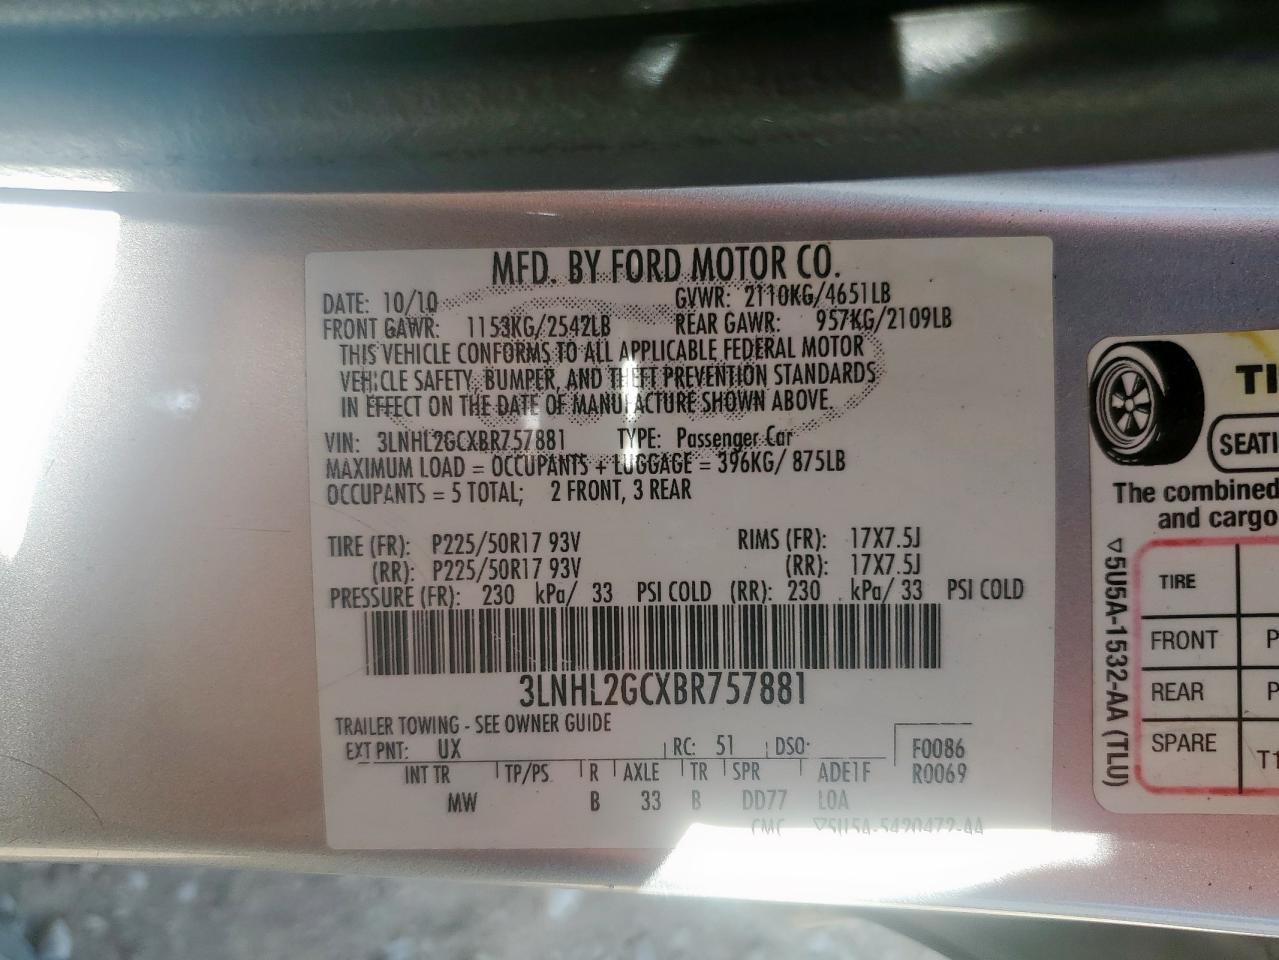 MFD. BY FORD MOTOR CO.
DATE: 10/10 GVWR: 2110KG/4651LB
FRONT GAWR: 1153KG/2542LB REAR GAWR: 957KG/2109LB
THIS VEHICLE CONFORMS TO ALL APPLICABLE FEDERAL MOTOR
VEHICLE SAFETY, BUMPER, AND THEFT PREVENTION STANDARDS
IN EFFECT ON THE DATE OF MANUFACTURE SHOWN ABOVE.
VIN: 3LNHL2GCXBR757881 TYPE: Passenger Car
MAXIMUM LOAD = OCCUPANTS + LUGGAGE = 396KG/ 875LB
OCCUPANTS = 5 TOTAL; 2 FRONT, 3 REAR
TIRE (FR): P225/50R17 93V RIMS (FR): 17X7.5J
(RR): P225/50R17 93V (RR): 17X7.5J
PRESSURE (FR): 230 kPa/ 33 PSI COLD (RR): 230 kPa/ 33 PSI COLD
3LNHL2GCXBR757881
TRAILER TOWING - SEE OWNER GUIDE
EXT PNT: UX RC: 51 DSO: F0086
INT TR TP/PS R AXLE TR SPR ADE1F R0069
MW B 33 B DD77 LOA
CMC ▽5U5A-5420472-AA
TI
SEATI
The combined
and cargo
TIRE
FRONT P
REAR P
SPARE T1
▽5U5A-1532-AA (TLU)